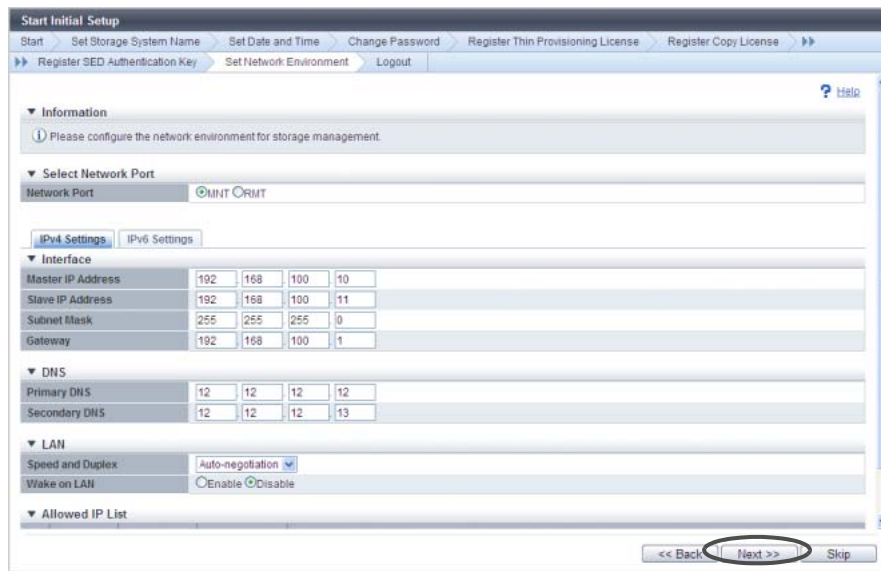 Start Initial Setup
Start Set Storage System Name Set Date and Time Change Password Register Thin Provisioning License Register Copy License
Register SED Authentication Key Set Network Environment Logout
? Help
Information
Please configure the network environment for storage management.
Select Network Port
Network Port MNT RMT
IPv4 Settings IPv6 Settings
Interface
Master IP Address 192 . 168 . 100 . 10
Slave IP Address 192 . 168 . 100 . 11
Subnet Mask 255 . 255 . 255 . 0
Gateway 192 . 168 . 100 . 1
DNS
Primary DNS 12 . 12 . 12 . 12
Secondary DNS 12 . 12 . 12 . 13
LAN
Speed and Duplex Auto-negotiation
Wake on LAN Enable Disable
Allowed IP List
<< Back Next >> Skip